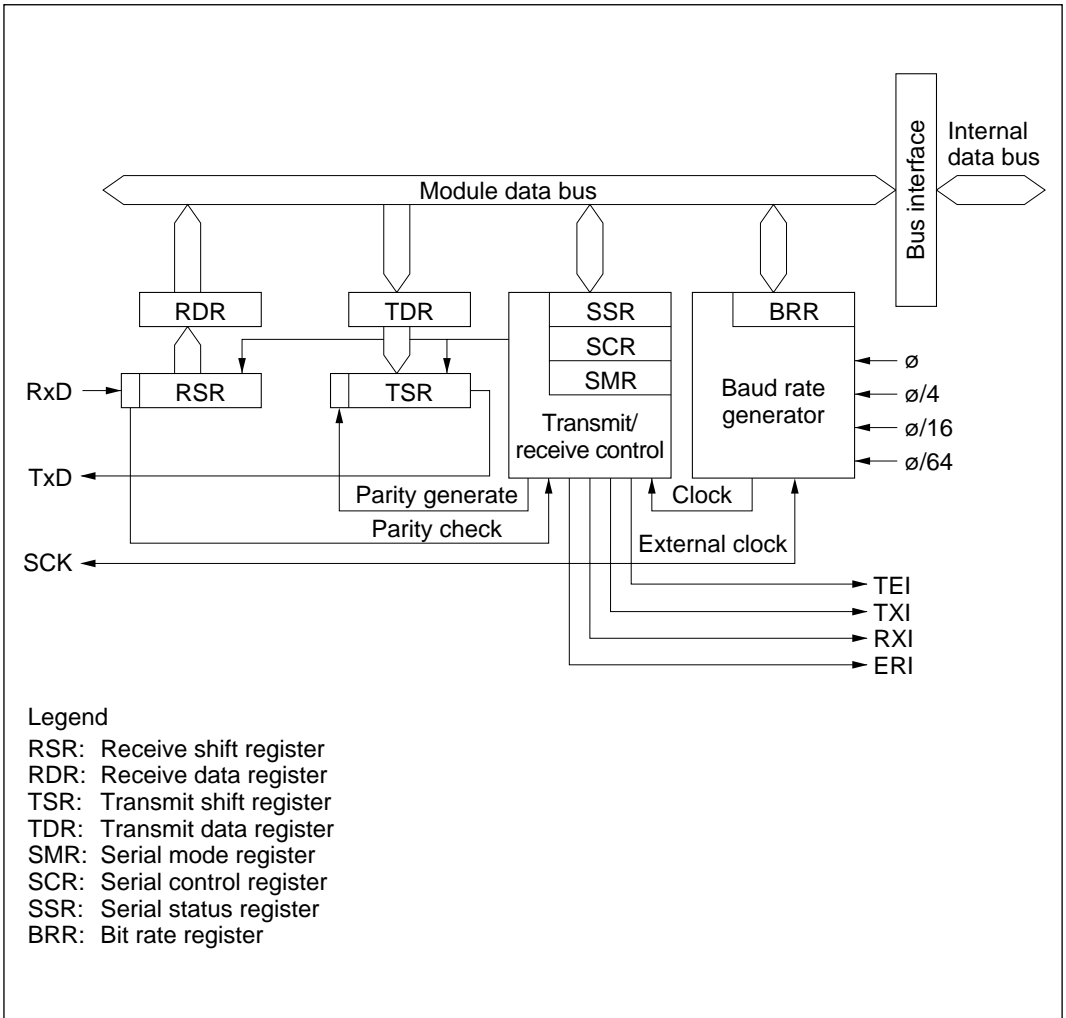 Internal
data bus
Bus interface
Module data bus
RDR
TDR
SSR
BRR
SCR
SMR
RxD
RSR
TSR
Baud rate
generator
ø
ø/4
ø/16
ø/64
Transmit/
receive control
TxD
Parity generate
Clock
Parity check
External clock
SCK
TEI
TXI
RXI
ERI
Legend
RSR: Receive shift register
RDR: Receive data register
TSR: Transmit shift register
TDR: Transmit data register
SMR: Serial mode register
SCR: Serial control register
SSR: Serial status register
BRR: Bit rate register